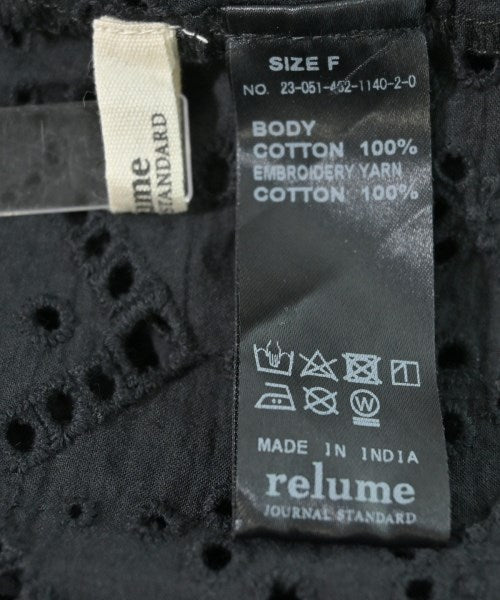 SIZE F
NO. 23-051-452-1140-2-0
BODY
COTTON 100%
EMBROIDERY YARN
COTTON 100%
W
MADE IN INDIA
relume
JOURNAL STANDARD
lume
STANDARD